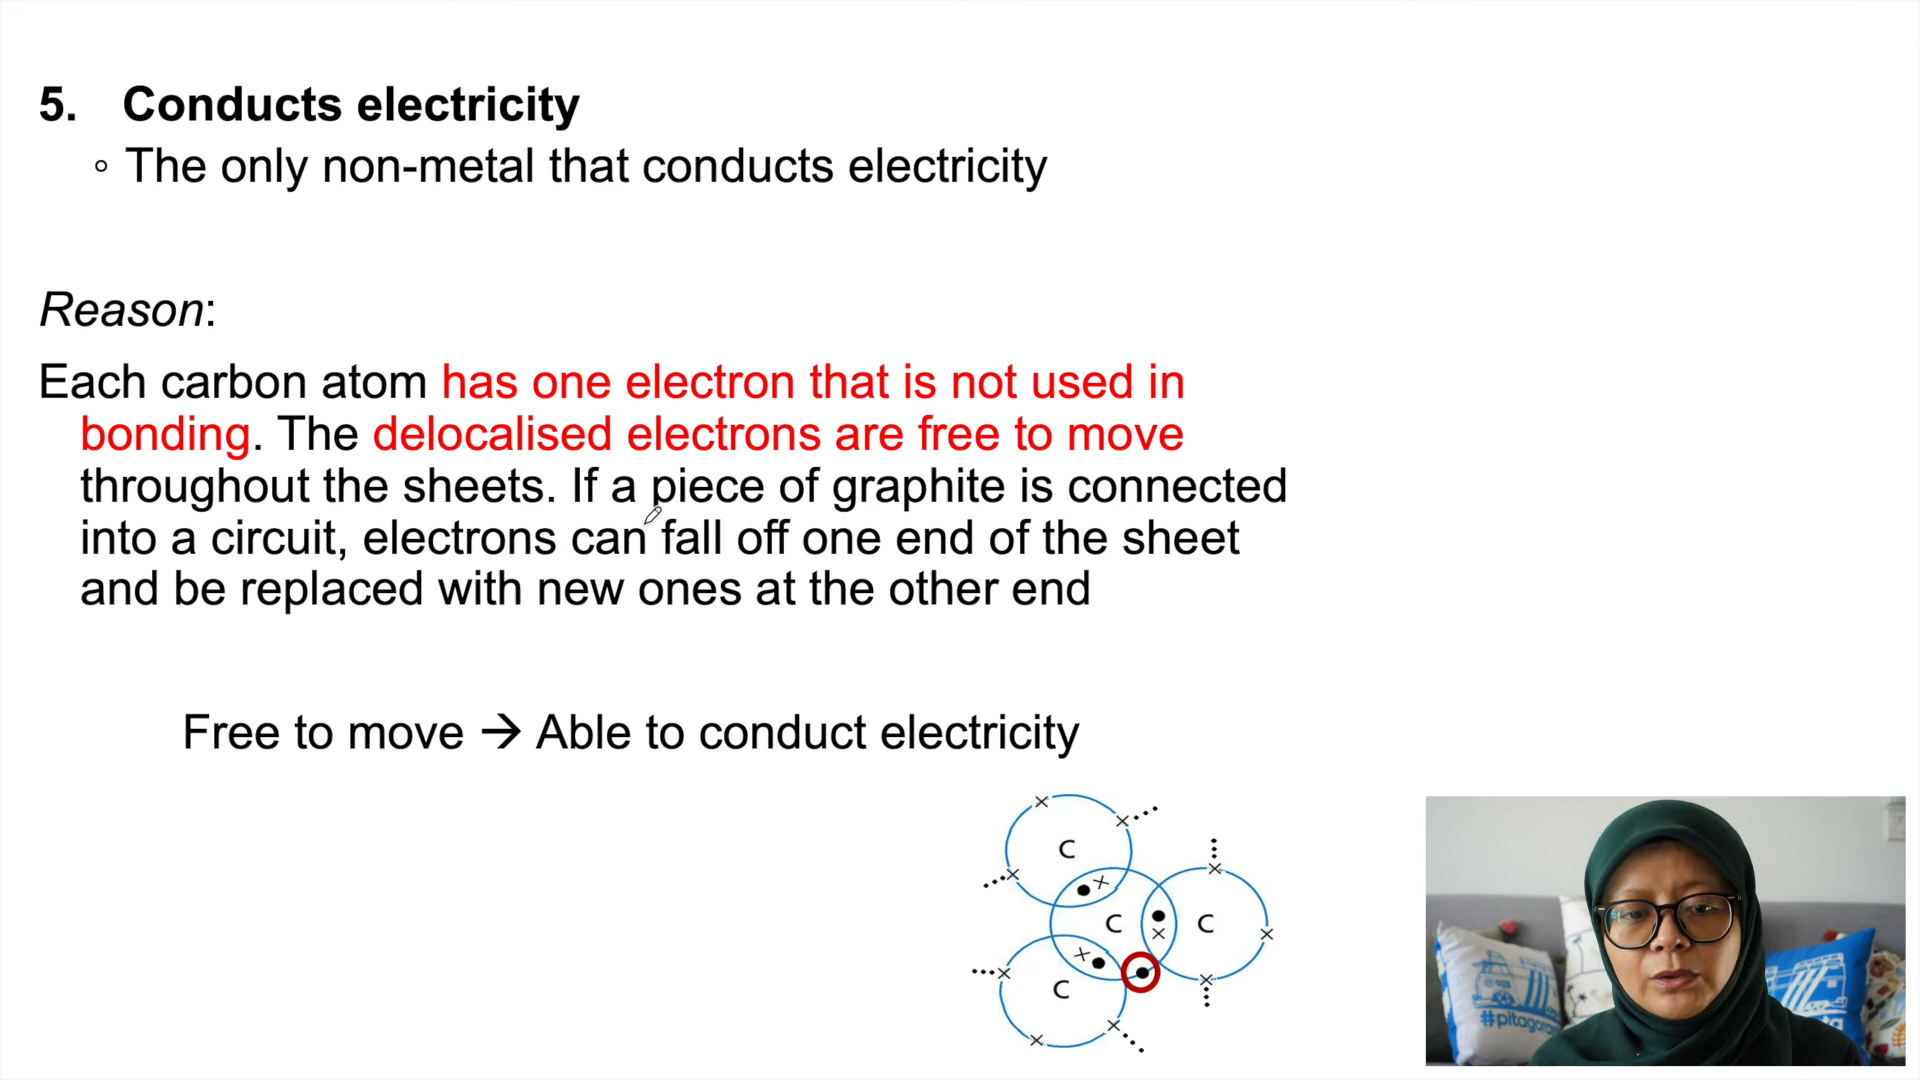 5. Conducts electricity
◦ The only non-metal that conducts electricity
Reason:
Each carbon atom has one electron that is not used in
bonding. The delocalised electrons are free to move
throughout the sheets. If a piece of graphite is connected
into a circuit, electrons can fall off one end of the sheet
and be replaced with new ones at the other end
Free to move → Able to conduct electricity
C
C
C
C